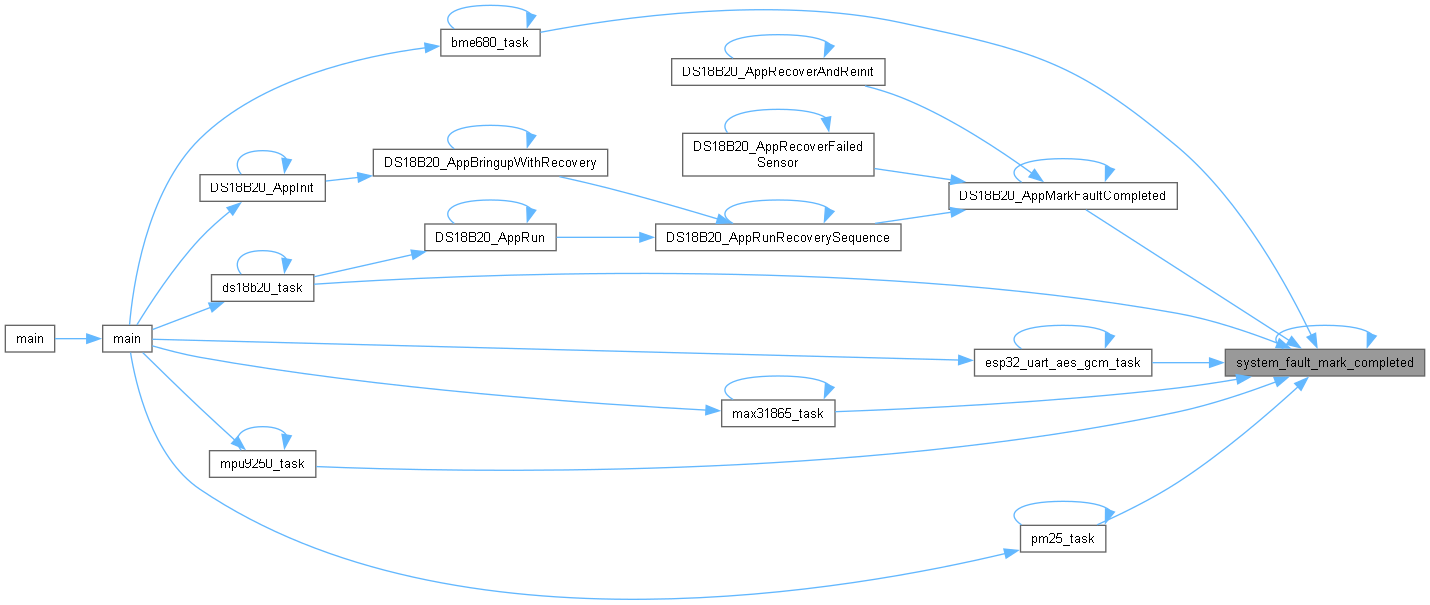 bme680_task
DS18B20_AppRecoverAndReinit
DS18B20_AppRecoverFailed
Sensor
DS18B20_AppBringupWithRecovery
DS18B20_AppInit
DS18B20_AppMarkFaultCompleted
DS18B20_AppRun
DS18B20_AppRunRecoverySequence
ds18b20_task
main
main
esp32_uart_aes_gcm_task
system_fault_mark_completed
max31865_task
mpu9250_task
pm25_task